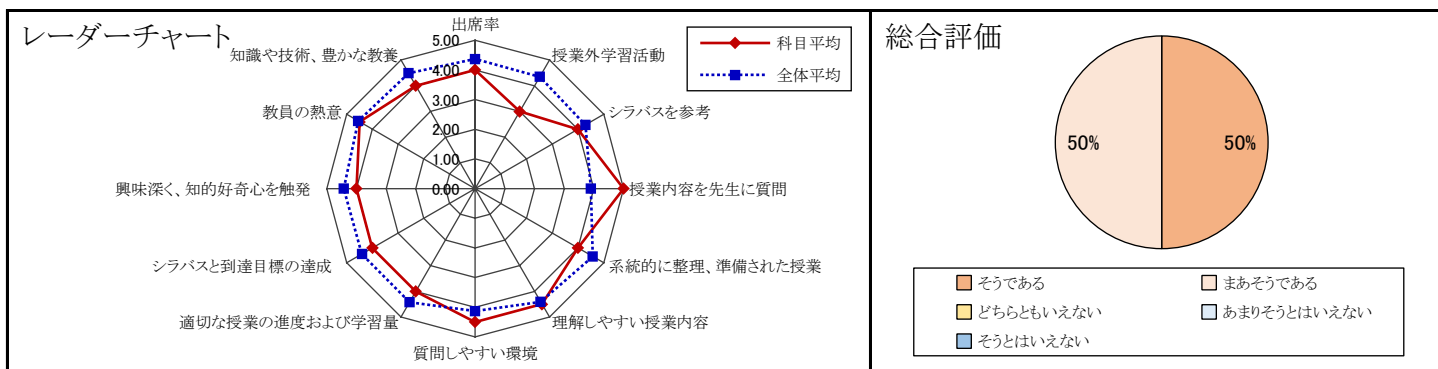 レーダーチャート
出席率
5.00
4.00
3.00
2.00
1.00
0.00
授業外学習活動
シラバスを参考
授業内容を先生に質問
系統的に整理、準備された授業
理解しやすい授業内容
質問しやすい環境
適切な授業の進度および学習量
シラバスと到達目標の達成
興味深く、知的好奇心を触発
教員の熱意
知識や技術、豊かな教養
科目平均
全体平均
総合評価
50%
50%
そうである
まあそうである
どちらともいえない
あまりそうとはいえない
そうとはいえない